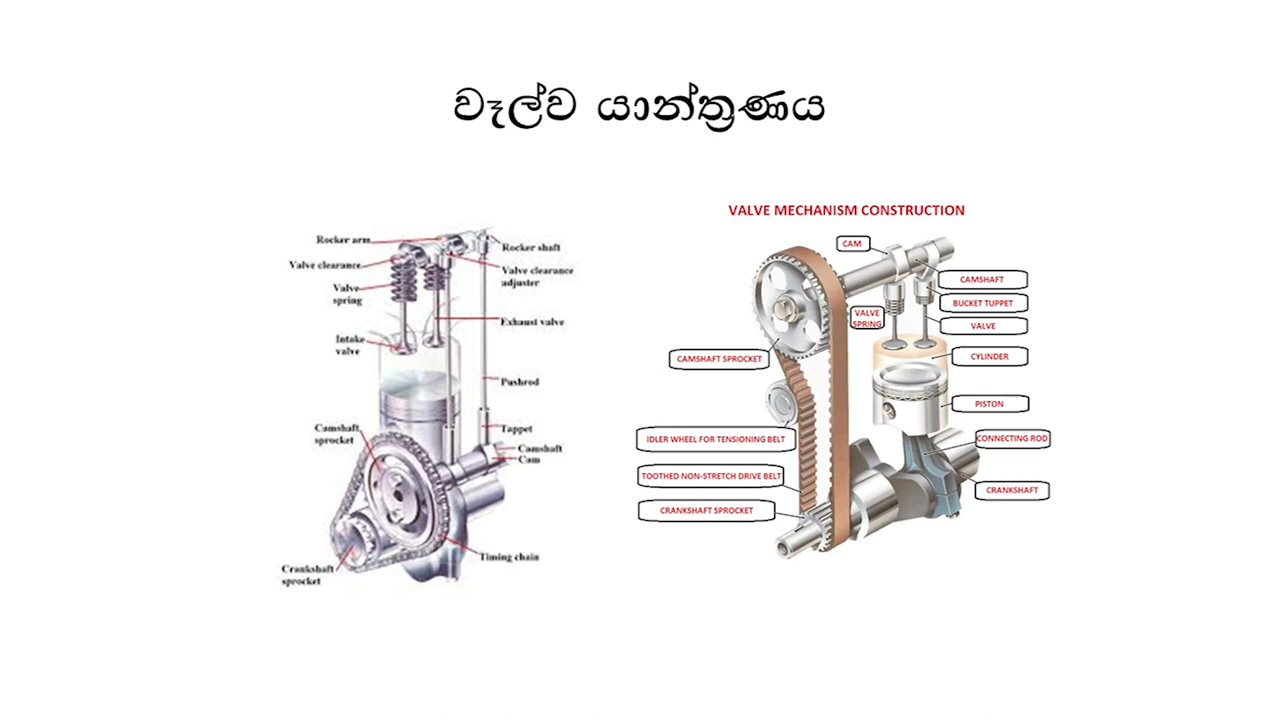 වෑල්ව යාන්ත්‍රණය
Rocker arm
Valve clearance
Valve
spring
Intake
valve
Camshaft
sprocket
Crankshaft
sprocket
Rocker shaft
Valve clearance
adjuster
Exhaust valve
Pushrod
Tappet
Camshaft
Cam
Timing chain
VALVE MECHANISM CONSTRUCTION
CAM
CAMSHAFT
BUCKET TUPPET
VALVE
SPRING
VALVE
CYLINDER
CAMSHAFT SPROCKET
PISTON
IDLER WHEEL FOR TENSIONING BELT
CONNECTING ROD
TOOTHED NON-STRETCH DRIVE BELT
CRANKSHAFT
CRANKSHAFT SPROCKET